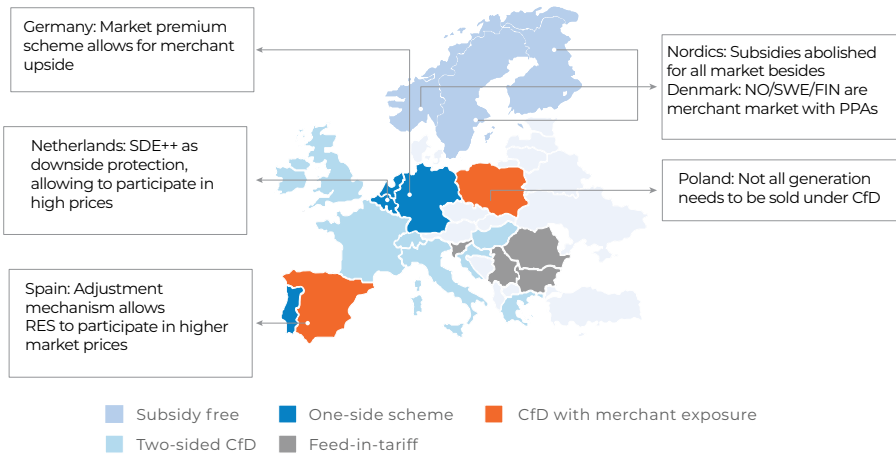 Germany: Market premium
scheme allows for merchant
upside
Nordics: Subsidies abolished
for all market besides
Denmark: NO/SWE/FIN are
merchant market with PPAs
Netherlands: SDE++ as
downside protection,
allowing to participate in
high prices
Poland: Not all generation
needs to be sold under CfD
Spain: Adjustment
mechanism allows
RES to participate in higher
market prices
Subsidy free
One-side scheme
CfD with merchant exposure
Two-sided CfD
Feed-in-tariff